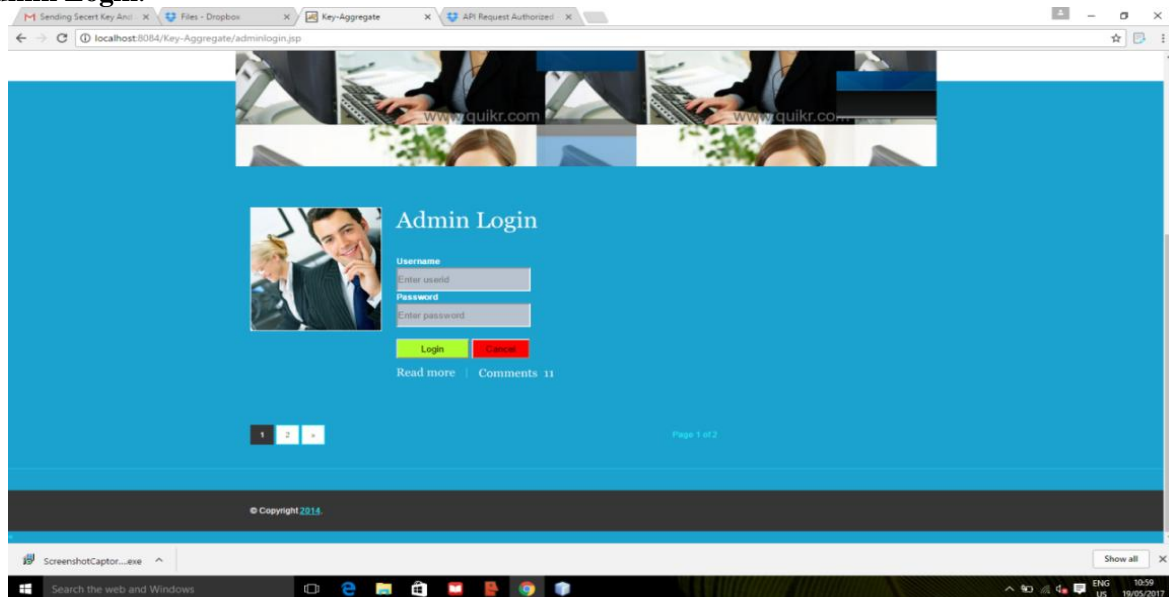 Admin Login:
Sending Secert Key And
Files - Dropbox
Key-Aggregate
API Request Authorized
localhost:8084/Key-Aggregate/adminlogin.jsp
www.quikr.com www.quikr.com
Admin Login
Username
Enter userid
Password
Enter password
Login Cancel
Read more | Comments 11
1 2 »
Page 1 of 2
© Copyright 2014.
ScreenshotCaptor....exe
Show all
Search the web and Windows
ENG 10:59
US 19/05/2017